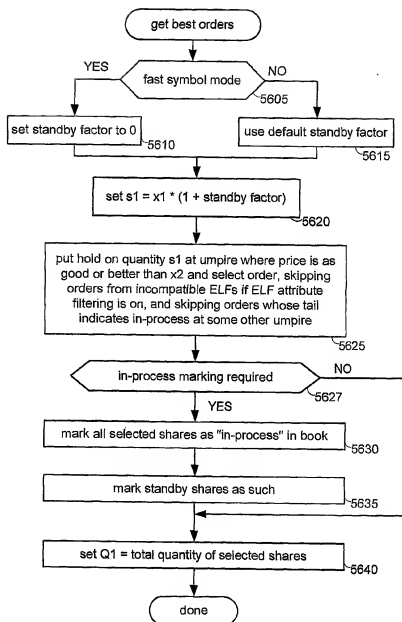 get best orders
YES
fast symbol mode
NO
5605
set standby factor to 0
5610
use default standby factor
5615
set s1 = x1 * (1 + standby factor)
5620
put hold on quantity s1 at umpire where price is as
good or better than x2 and select order, skipping
orders from incompatible ELFs if ELF attribute
filtering is on, and skipping orders whose tail
indicates in-process at some other umpire
5625
in-process marking required
NO
5627
YES
mark all selected shares as "in-process" in book
5630
mark standby shares as such
5635
set Q1 = total quantity of selected shares
5640
done